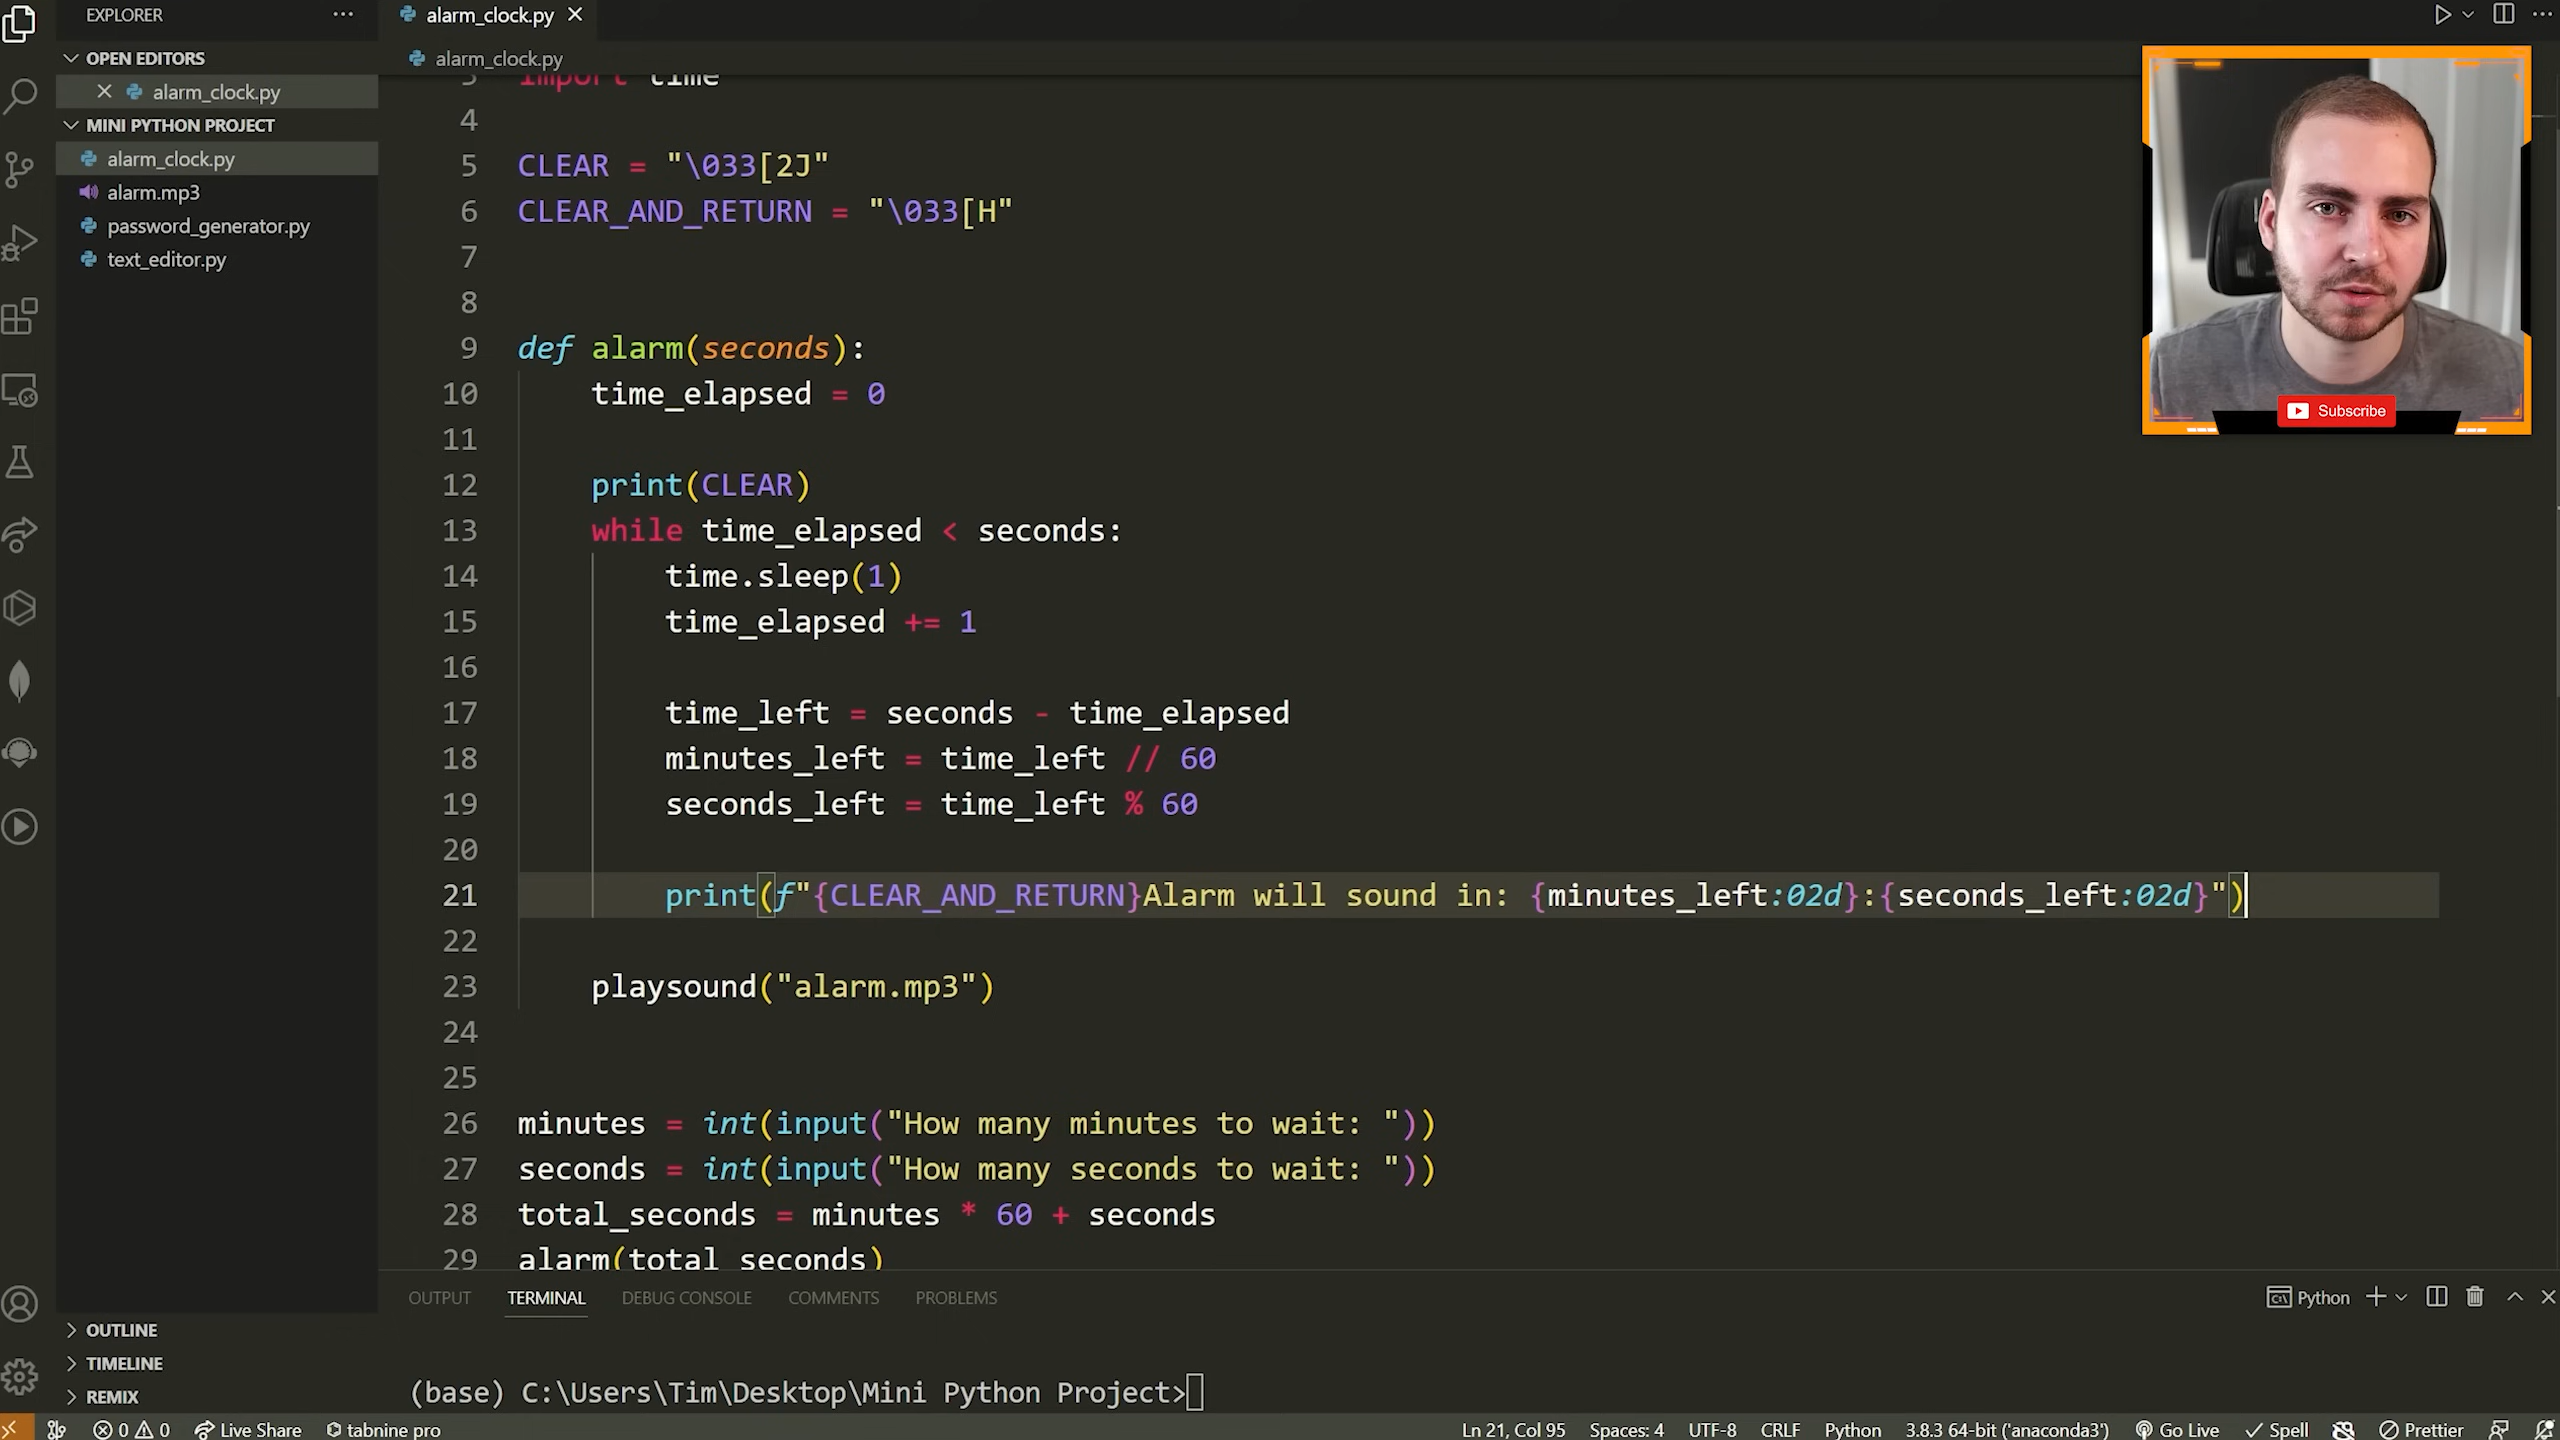 EXPLORER
OPEN EDITORS
alarm_clock.py
MINI PYTHON PROJECT
alarm_clock.py
alarm.mp3
password_generator.py
text_editor.py
OUTLINE
TIMELINE
REMIX
alarm_clock.py
alarm_clock.py
3 import time
4
5 CLEAR = "\033[2J"
6 CLEAR_AND_RETURN = "\033[H"
7
8
9 def alarm(seconds):
10 time_elapsed = 0
11
12 print(CLEAR)
13 while time_elapsed < seconds:
14 time.sleep(1)
15 time_elapsed += 1
16
17 time_left = seconds - time_elapsed
18 minutes_left = time_left // 60
19 seconds_left = time_left % 60
20
21 print(f"{CLEAR_AND_RETURN}Alarm will sound in: {minutes_left:02d}:{seconds_left:02d}")
22
23 playsound("alarm.mp3")
24
25
26 minutes = int(input("How many minutes to wait: "))
27 seconds = int(input("How many seconds to wait: "))
28 total_seconds = minutes * 60 + seconds
29 alarm(total_seconds)
Subscribe
OUTPUT TERMINAL DEBUG CONSOLE COMMENTS PROBLEMS
Python
(base) C:\Users\Tim\Desktop\Mini Python Project>
0 0 Live Share tabnine pro Ln 21, Col 95 Spaces: 4 UTF-8 CRLF Python 3.8.3 64-bit ('anaconda3') Go Live Spell Prettier